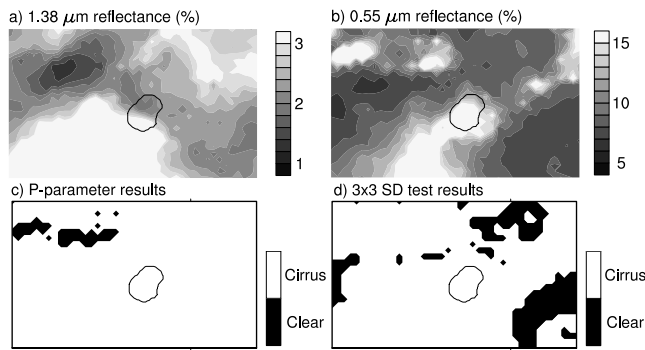 a) 1.38 μm reflectance (%)
b) 0.55 μm reflectance (%)
3
2
1
15
10
5
c) P-parameter results
d) 3x3 SD test results
Cirrus
Clear
Cirrus
Clear